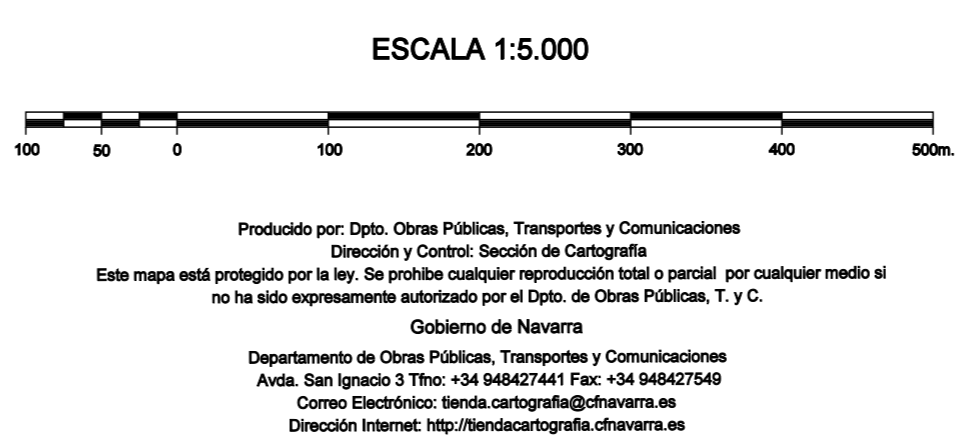 ESCALA 1:5.000
100 50 0 100 200 300 400 500m.
Producido por: Dpto. Obras Públicas, Transportes y Comunicaciones
Dirección y Control: Sección de Cartografía
Este mapa está protegido por la ley. Se prohibe cualquier reproducción total o parcial por cualquier medio si
no ha sido expresamente autorizado por el Dpto. de Obras Públicas, T. y C.
Gobierno de Navarra
Departamento de Obras Públicas, Transportes y Comunicaciones
Avda. San Ignacio 3 Tfno: +34 948427441 Fax: +34 948427549
Correo Electrónico: tienda.cartografia@cfnavarra.es
Dirección Internet: http://tiendacartografia.cfnavarra.es